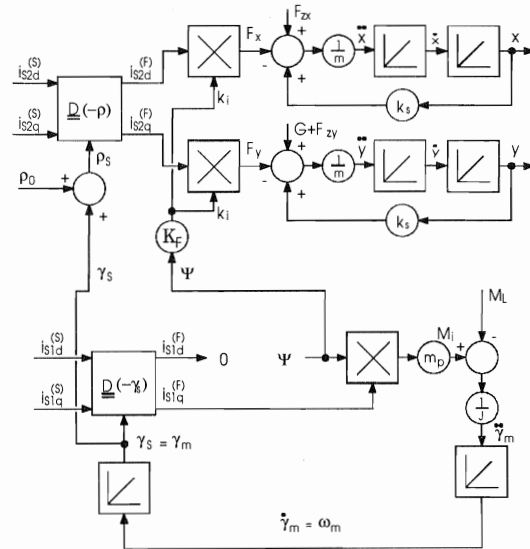 F_zx
i_S2d^(S) i_S2d^(F) F_x + 1/m ẍ ẋ x
- +
i_S2q^(S) D(-ρ) i_S2q^(F) k_i k_s
ρ_S G+F_zy
ρ_0 + F_y + 1/m ÿ ẏ y
+ - +
k_i k_s
K_F
γ_S Ψ
M_L
i_S1d^(S) i_S1d^(F) 0 Ψ M_i + -
m_p
i_S1q^(S) D(-γ_S) i_S1q^(F) 1/J
γ_S = γ_m γ̈_m
γ̇_m = ω_m